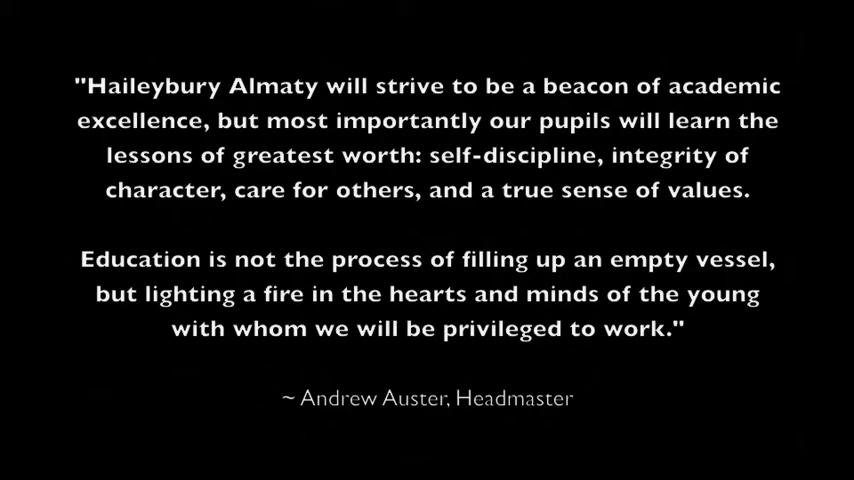 "Haileybury Almaty will strive to be a beacon of academic
excellence, but most importantly our pupils will learn the
lessons of greatest worth: self-discipline, integrity of
character, care for others, and a true sense of values.
Education is not the process of filling up an empty vessel,
but lighting a fire in the hearts and minds of the young
with whom we will be privileged to work."
~ Andrew Auster, Headmaster